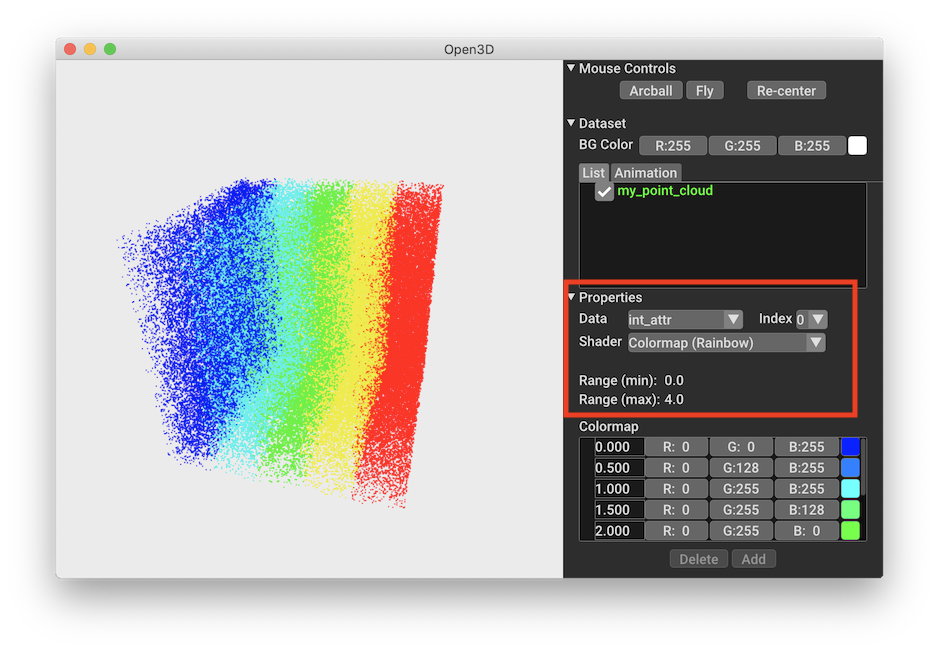 Open3D
Mouse Controls
Arcball Fly Re-center
Dataset
BG Color R:255 G:255 B:255
List Animation
my_point_cloud
Properties
Data int_attr Index 0
Shader Colormap (Rainbow)
Range (min): 0.0
Range (max): 4.0
Colormap
0.000 R: 0 G: 0 B:255
0.500 R: 0 G:128 B:255
1.000 R: 0 G:255 B:255
1.500 R: 0 G:255 B:128
2.000 R: 0 G:255 B: 0
Delete Add